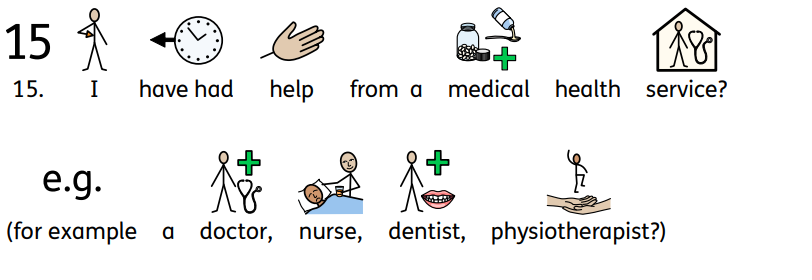 15
15. I have had help from a medical health service?
e.g.
(for example a doctor, nurse, dentist, physiotherapist?)